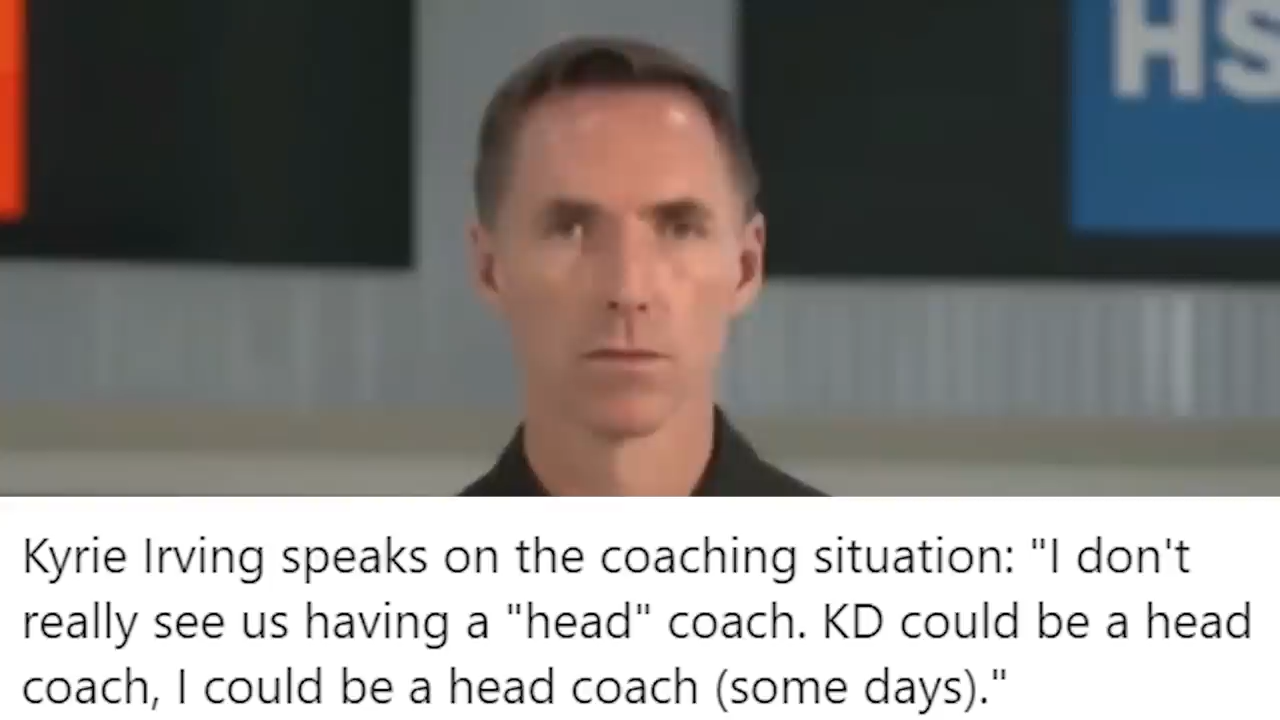 HS
Kyrie Irving speaks on the coaching situation: "I don't
really see us having a "head" coach. KD could be a head
coach, I could be a head coach (some days)."